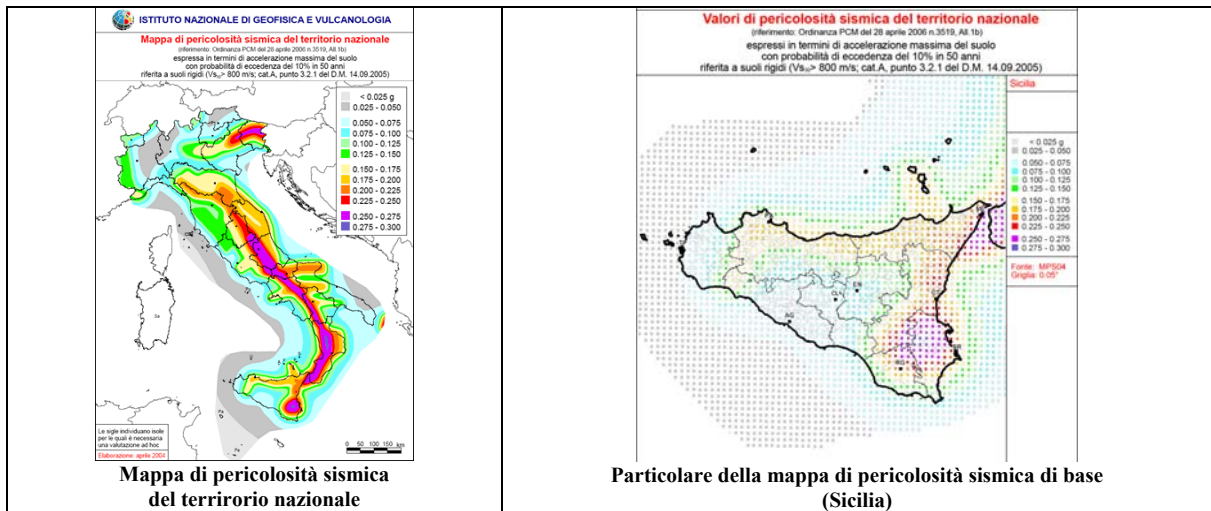 ISTITUTO NAZIONALE DI GEOFISICA E VULCANOLOGIA
Mappa di pericolosità sismica del territorio nazionale
(riferimento: Ordinanza PCM del 28 aprile 2006 n.3519, All.1b)
espressa in termini di accelerazione massima del suolo
con probabilità di eccedenza del 10% in 50 anni
riferita a suoli rigidi (Vs₃₀> 800 m/s; cat.A, punto 3.2.1 del D.M. 14.09.2005)
< 0.025 g
0.025 - 0.050
0.050 - 0.075
0.075 - 0.100
0.100 - 0.125
0.125 - 0.150
0.150 - 0.175
0.175 - 0.200
0.200 - 0.225
0.225 - 0.250
0.250 - 0.275
0.275 - 0.300
Le sigle individuano isole
per le quali è necessaria
una valutazione ad hoc
Elaborazione: aprile 2004
0 50 100 150 km
Mappa di pericolosità sismica
del terrirorio nazionale
Valori di pericolosità sismica del territorio nazionale
(riferimento: Ordinanza PCM del 28 aprile 2006 n.3519, All.1b)
espressi in termini di accelerazione massima del suolo
con probabilità di eccedenza del 10% in 50 anni
riferita a suoli rigidi (Vs₃₀> 800 m/s; cat.A, punto 3.2.1 del D.M. 14.09.2005)
Sicilia
< 0.025 g
0.025 - 0.050
0.050 - 0.075
0.075 - 0.100
0.100 - 0.125
0.125 - 0.150
0.150 - 0.175
0.175 - 0.200
0.200 - 0.225
0.225 - 0.250
0.250 - 0.275
0.275 - 0.300
Fonte: MPS04
Griglia: 0.05°
EN
AG
RG
SR
Particolare della mappa di pericolosità sismica di base
(Sicilia)